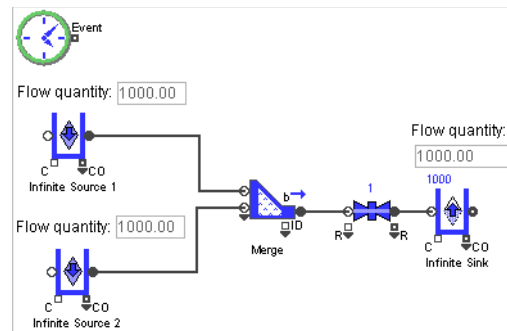 Event
Flow quantity: 1000.00
C CO
Infinite Source 1
Flow quantity: 1000.00
C CO
Infinite Source 2
b
ID
Merge
1
R R
Flow quantity:
1000.00
1000
C CO
Infinite Sink